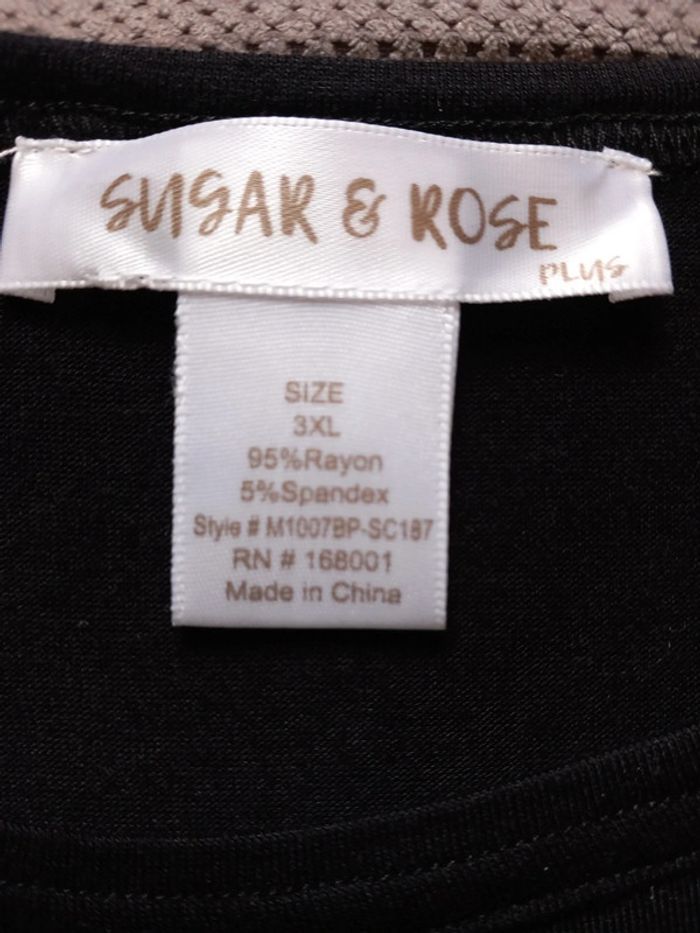 SUGAR & ROSE
PLUS
SIZE
3XL
95%Rayon
5%Spandex
Style # M1007BP-SC187
RN # 168001
Made in China